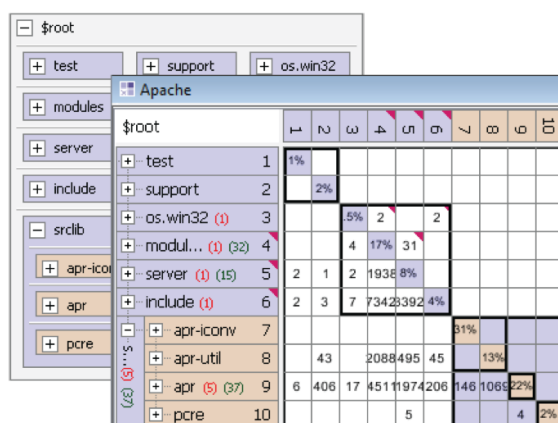 $root
test support os.win32
modules
server
include
srclib
apr-icon
apr
pcre
Apache
$root 1 2 3 4 5 6 7 8 9 10
test 1 1%
support 2 2%
os.win32 (1) 3 .5% 2 2
modul... (1) (32) 4 4 17% 31
server (1) (15) 5 2 1 2 1938 8%
include (1) 6 2 3 7 7342 3392 4%
s... (5) (37)
apr-iconv 7 31%
apr-util 8 43 2088 495 45 13%
apr (5) (37) 9 6 406 17 4511 1974 206 146 1069 22%
pcre 10 5 4 2%